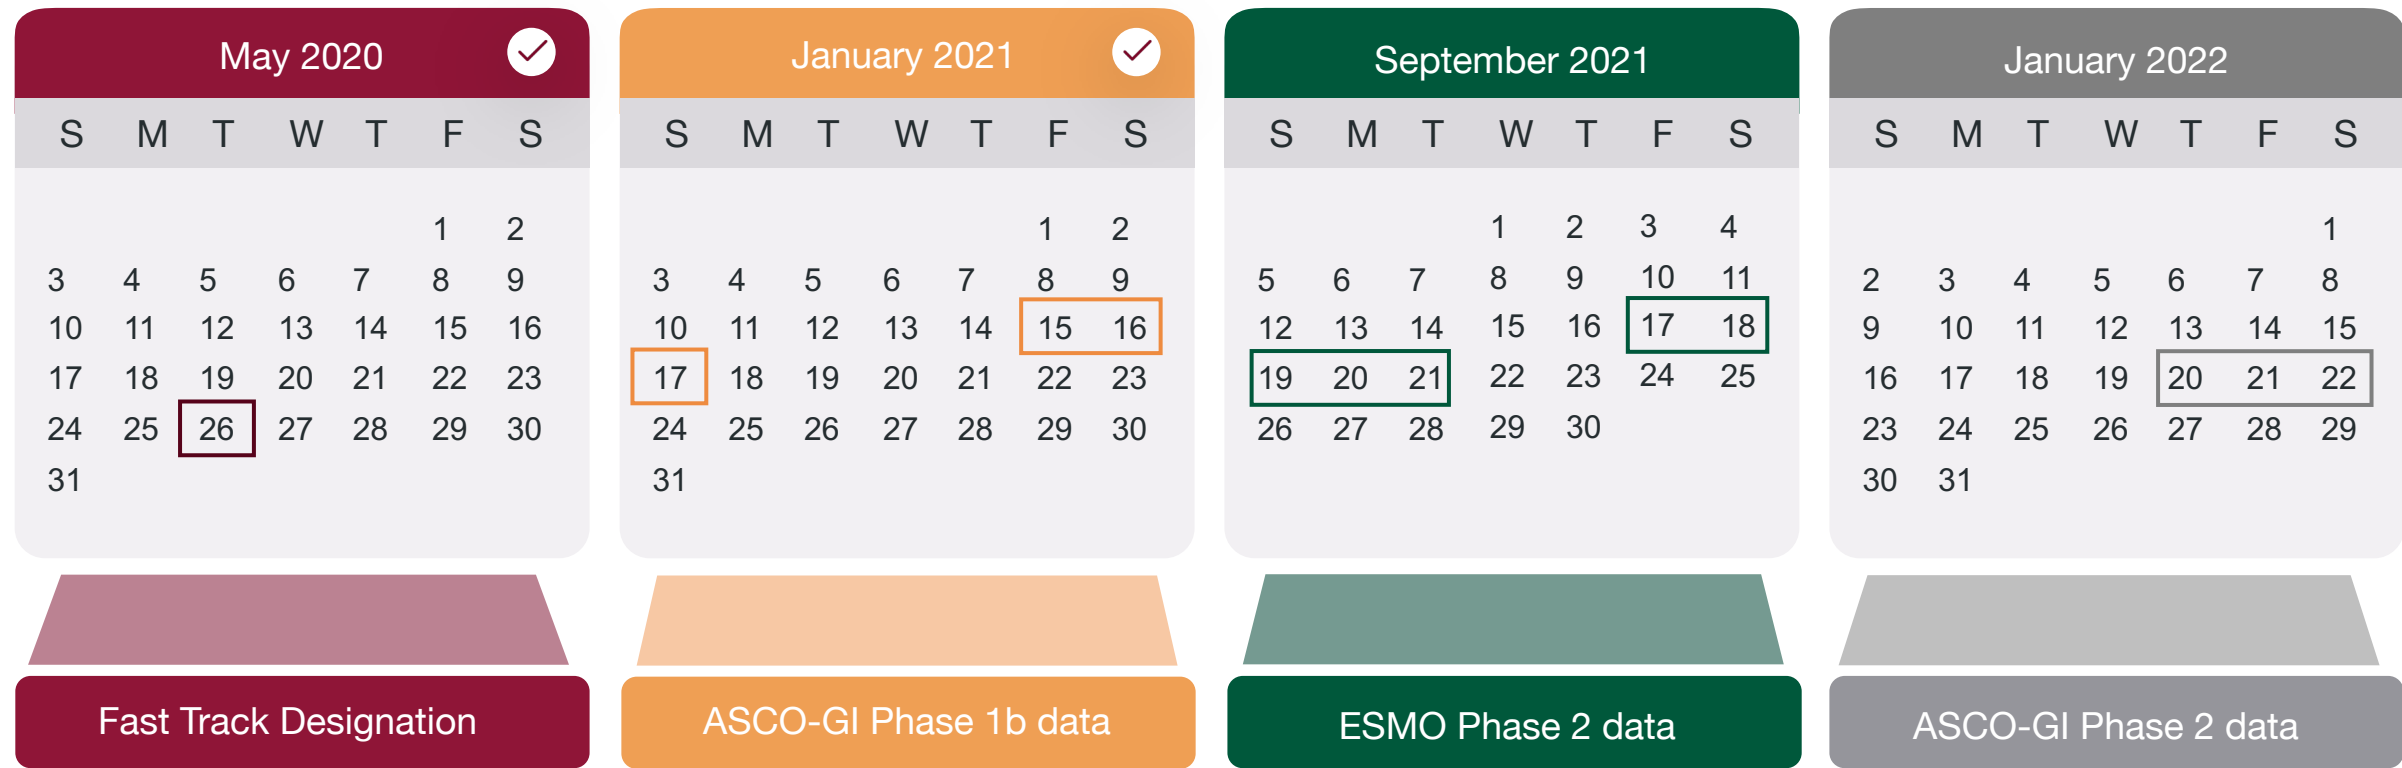 May 2020
S M T W T F S
1 2
3 4 5 6 7 8 9
10 11 12 13 14 15 16
17 18 19 20 21 22 23
24 25 26 27 28 29 30
31
Fast Track Designation
January 2021
S M T W T F S
1 2
3 4 5 6 7 8 9
10 11 12 13 14 15 16
17 18 19 20 21 22 23
24 25 26 27 28 29 30
31
ASCO-GI Phase 1b data
September 2021
S M T W T F S
1 2 3 4
5 6 7 8 9 10 11
12 13 14 15 16 17 18
19 20 21 22 23 24 25
26 27 28 29 30
ESMO Phase 2 data
January 2022
S M T W T F S
1
2 3 4 5 6 7 8
9 10 11 12 13 14 15
16 17 18 19 20 21 22
23 24 25 26 27 28 29
30 31
ASCO-GI Phase 2 data